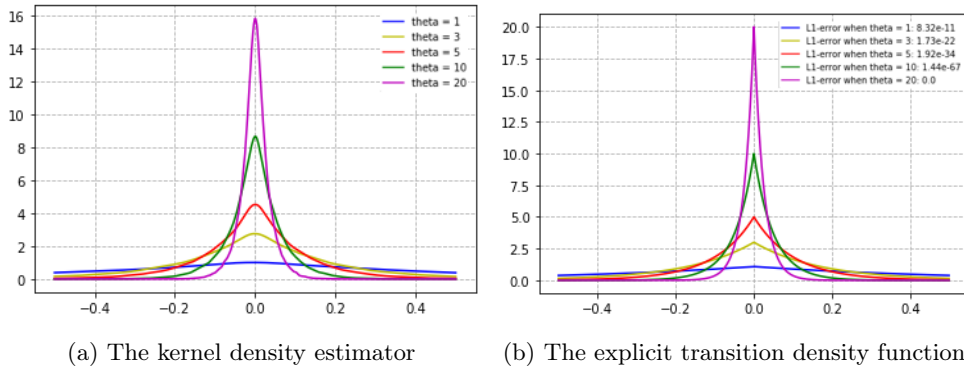 16
14
12
10
8
6
4
2
0
−0.4
−0.2
0.0
0.2
0.4
theta = 1
theta = 3
theta = 5
theta = 10
theta = 20
20.0
17.5
15.0
12.5
10.0
7.5
5.0
2.5
0.0
−0.4
−0.2
0.0
0.2
0.4
L1-error when theta = 1: 8.32e-11
L1-error when theta = 3: 1.73e-22
L1-error when theta = 5: 1.92e-34
L1-error when theta = 10: 1.44e-67
L1-error when theta = 20: 0.0
(a) The kernel density estimator
(b) The explicit transition density function